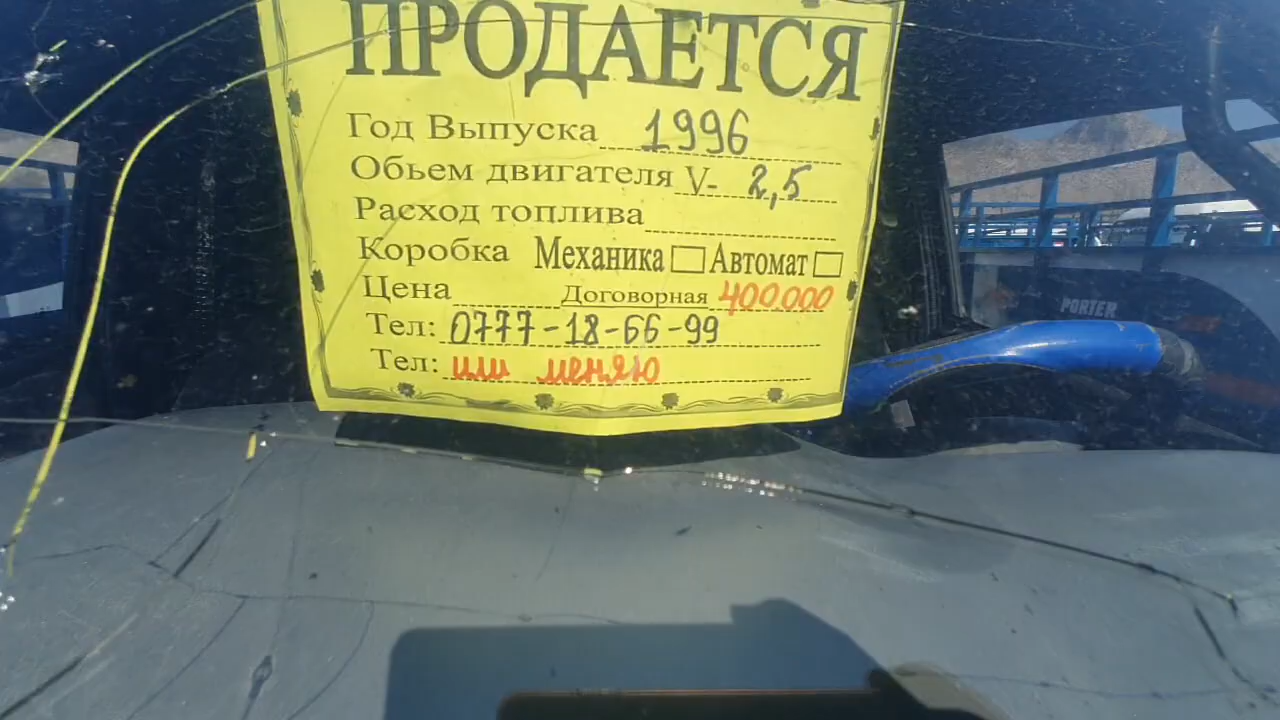 ПРОДАЕТСЯ
Год Выпуска 1996
Обьем двигателя V- 2,5
Расход топлива
Коробка Механика Автомат
Цена Договорная 400000
Тел: 0777-18-66-99
Тел: или меняю
PORTER